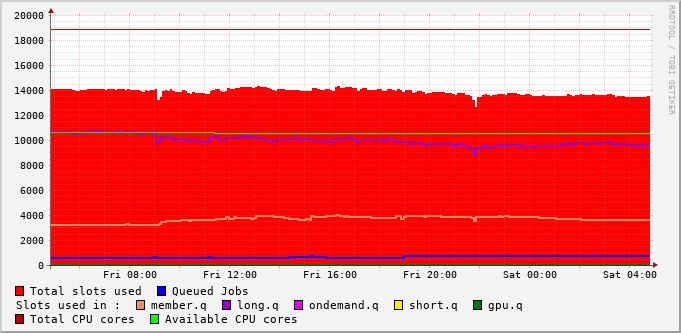 RRDTOOL / TOBI OETIKER
20000
18000
16000
14000
12000
10000
8000
6000
4000
2000
0
Fri 08:00 Fri 12:00 Fri 16:00 Fri 20:00 Sat 00:00 Sat 04:00
Total slots used Queued Jobs
Slots used in : member.q long.q ondemand.q short.q gpu.q
Total CPU cores Available CPU cores